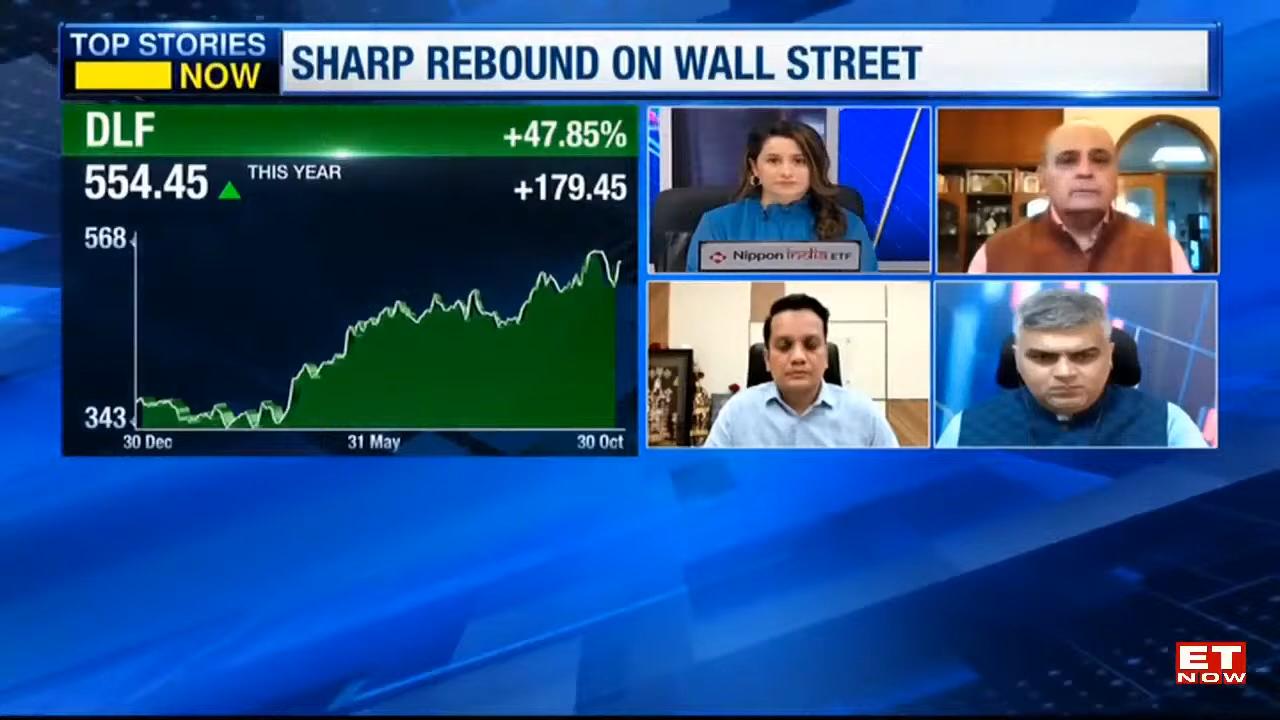 TOP STORIES
NOW
SHARP REBOUND ON WALL STREET
DLF
+47.85%
554.45
THIS YEAR
+179.45
568
343
30 Dec
31 May
30 Oct
Nippon india ETF
ET
NOW